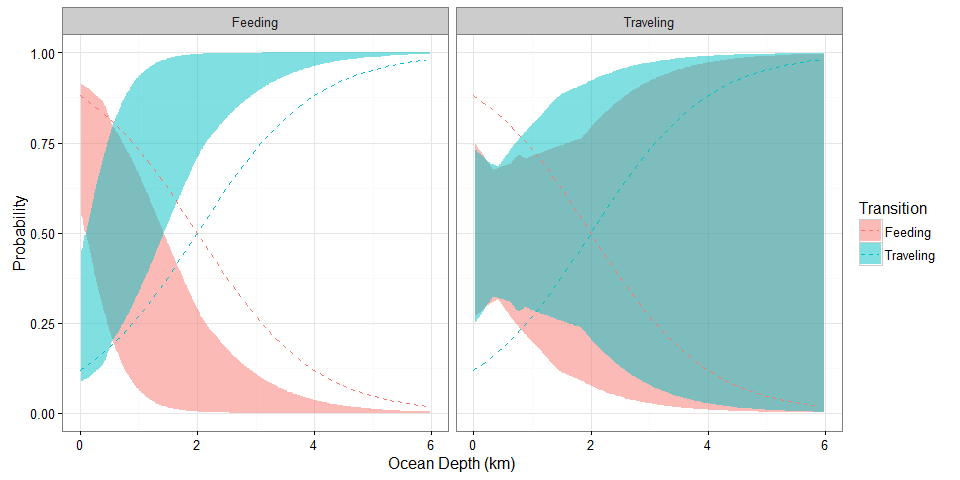 Feeding
Traveling
Probability
1.00
0.75
0.50
0.25
0.00
0 2 4 6
0 2 4 6
Ocean Depth (km)
Transition
Feeding
Traveling